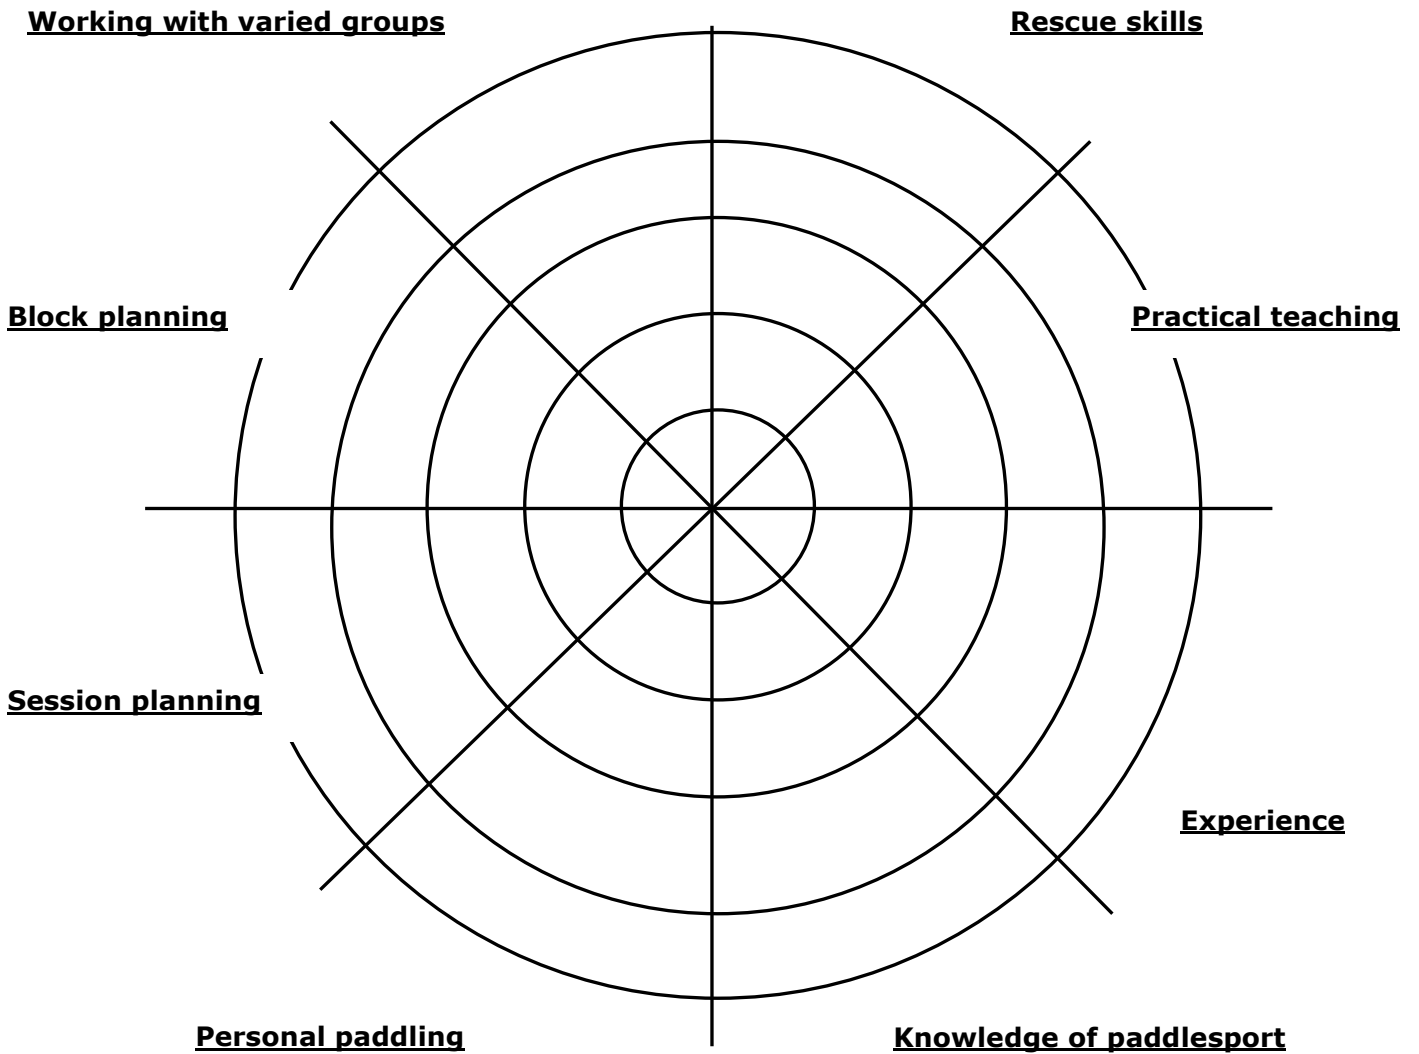 Working with varied groups
Rescue skills
Block planning
Practical teaching
Session planning
Experience
Personal paddling
Knowledge of paddlesport